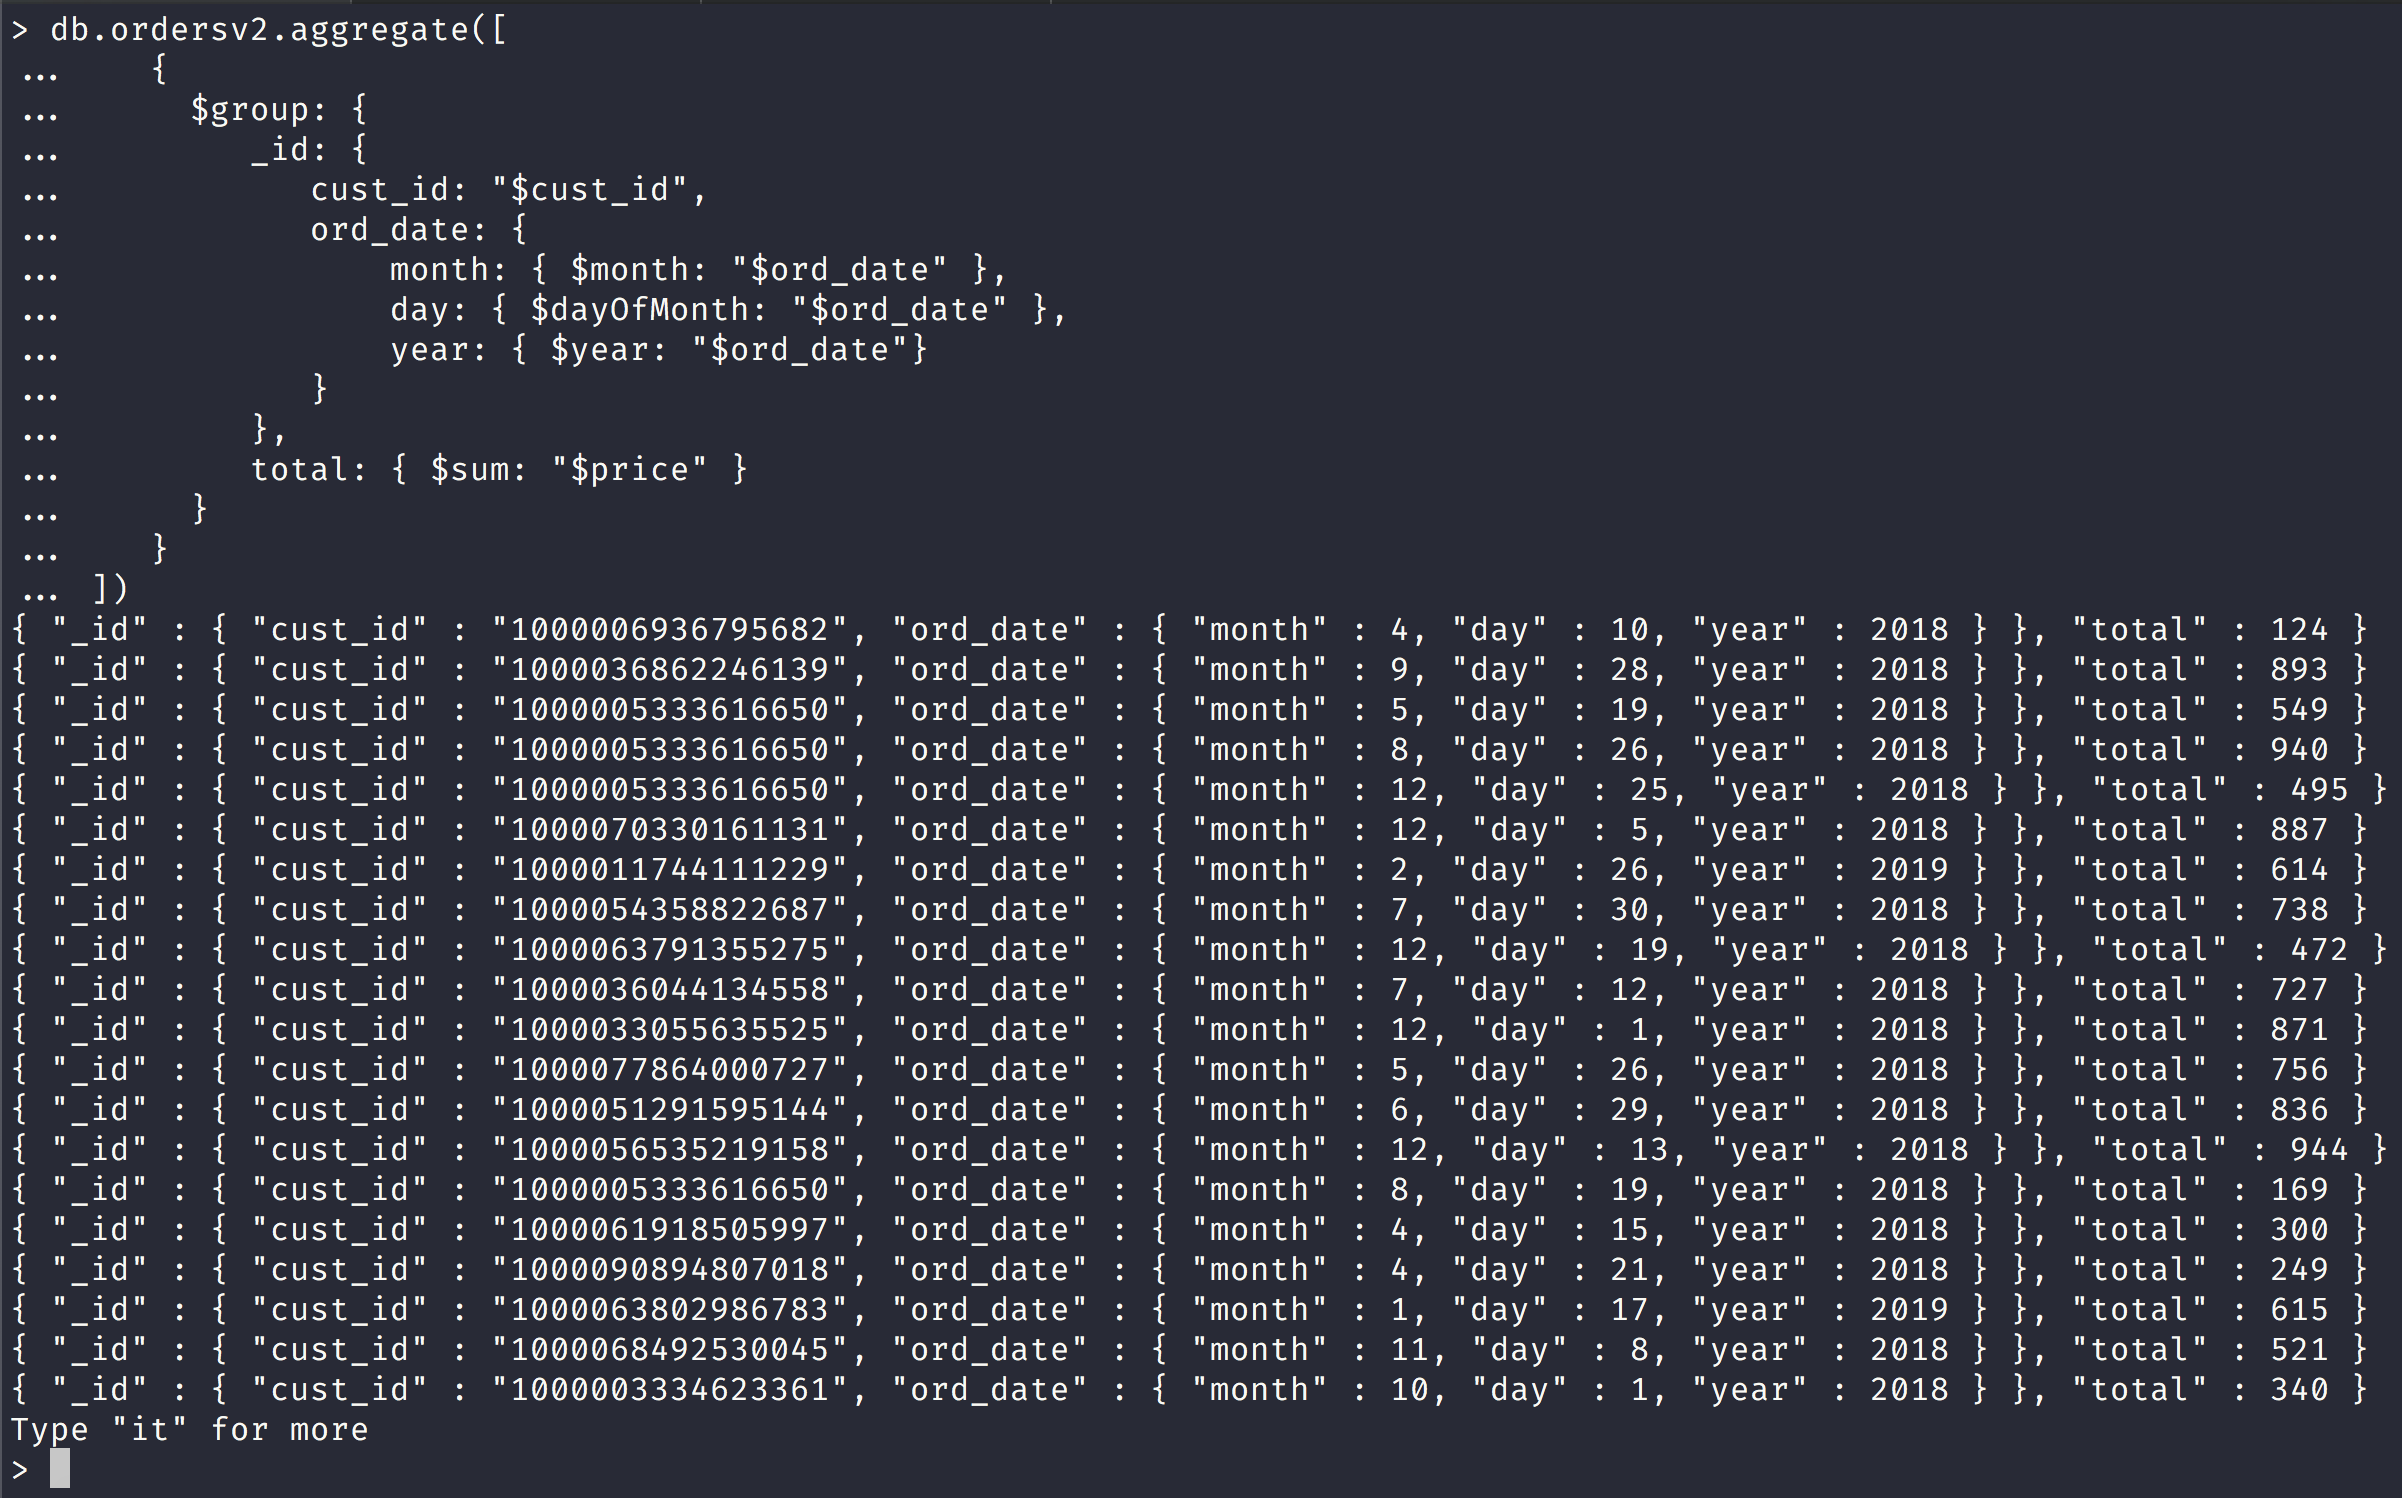 > db.ordersv2.aggregate([
...     {
...       $group: {
...          _id: {
...             cust_id: "$cust_id",
...             ord_date: {
...                 month: { $month: "$ord_date" },
...                 day: { $dayOfMonth: "$ord_date" },
...                 year: { $year: "$ord_date"}
...             }
...          },
...          total: { $sum: "$price" }
...       }
...     }
...  ])
{ "_id" : { "cust_id" : "1000006936795682", "ord_date" : { "month" : 4, "day" : 10, "year" : 2018 } }, "total" : 124 }
{ "_id" : { "cust_id" : "1000036862246139", "ord_date" : { "month" : 9, "day" : 28, "year" : 2018 } }, "total" : 893 }
{ "_id" : { "cust_id" : "1000005333616650", "ord_date" : { "month" : 5, "day" : 19, "year" : 2018 } }, "total" : 549 }
{ "_id" : { "cust_id" : "1000005333616650", "ord_date" : { "month" : 8, "day" : 26, "year" : 2018 } }, "total" : 940 }
{ "_id" : { "cust_id" : "1000005333616650", "ord_date" : { "month" : 12, "day" : 25, "year" : 2018 } }, "total" : 495 }
{ "_id" : { "cust_id" : "1000070330161131", "ord_date" : { "month" : 12, "day" : 5, "year" : 2018 } }, "total" : 887 }
{ "_id" : { "cust_id" : "1000011744111229", "ord_date" : { "month" : 2, "day" : 26, "year" : 2019 } }, "total" : 614 }
{ "_id" : { "cust_id" : "1000054358822687", "ord_date" : { "month" : 7, "day" : 30, "year" : 2018 } }, "total" : 738 }
{ "_id" : { "cust_id" : "1000063791355275", "ord_date" : { "month" : 12, "day" : 19, "year" : 2018 } }, "total" : 472 }
{ "_id" : { "cust_id" : "1000036044134558", "ord_date" : { "month" : 7, "day" : 12, "year" : 2018 } }, "total" : 727 }
{ "_id" : { "cust_id" : "1000033055635525", "ord_date" : { "month" : 12, "day" : 1, "year" : 2018 } }, "total" : 871 }
{ "_id" : { "cust_id" : "1000077864000727", "ord_date" : { "month" : 5, "day" : 26, "year" : 2018 } }, "total" : 756 }
{ "_id" : { "cust_id" : "1000051291595144", "ord_date" : { "month" : 6, "day" : 29, "year" : 2018 } }, "total" : 836 }
{ "_id" : { "cust_id" : "1000056535219158", "ord_date" : { "month" : 12, "day" : 13, "year" : 2018 } }, "total" : 944 }
{ "_id" : { "cust_id" : "1000005333616650", "ord_date" : { "month" : 8, "day" : 19, "year" : 2018 } }, "total" : 169 }
{ "_id" : { "cust_id" : "1000061918505997", "ord_date" : { "month" : 4, "day" : 15, "year" : 2018 } }, "total" : 300 }
{ "_id" : { "cust_id" : "1000090894807018", "ord_date" : { "month" : 4, "day" : 21, "year" : 2018 } }, "total" : 249 }
{ "_id" : { "cust_id" : "1000063802986783", "ord_date" : { "month" : 1, "day" : 17, "year" : 2019 } }, "total" : 615 }
{ "_id" : { "cust_id" : "1000068492530045", "ord_date" : { "month" : 11, "day" : 8, "year" : 2018 } }, "total" : 521 }
{ "_id" : { "cust_id" : "1000003334623361", "ord_date" : { "month" : 10, "day" : 1, "year" : 2018 } }, "total" : 340 }
Type "it" for more
>